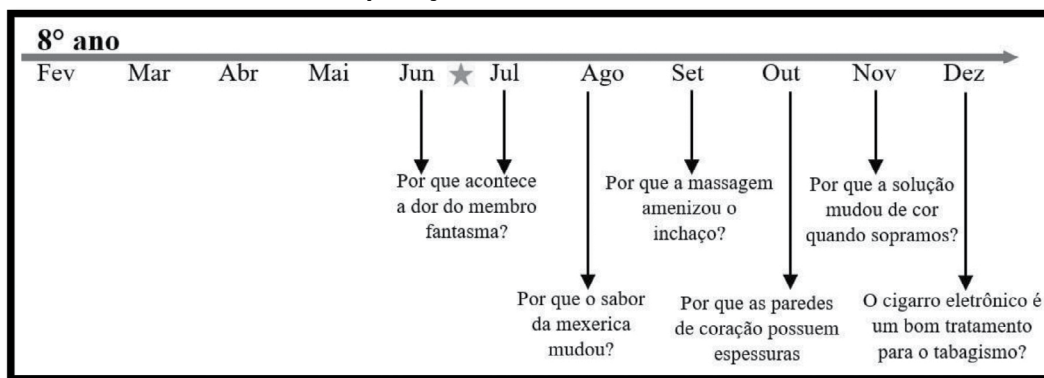 8° ano
Fev Mar Abr Mai Jun Jul Ago Set Out Nov Dez
Por que acontece
a dor do membro
fantasma?
Por que a massagem
amenizou o
inchaço?
Por que a solução
mudou de cor
quando sopramos?
Por que o sabor
da mexerica
mudou?
Por que as paredes
de coração possuem
espessuras
O cigarro eletrônico é
um bom tratamento
para o tabagismo?